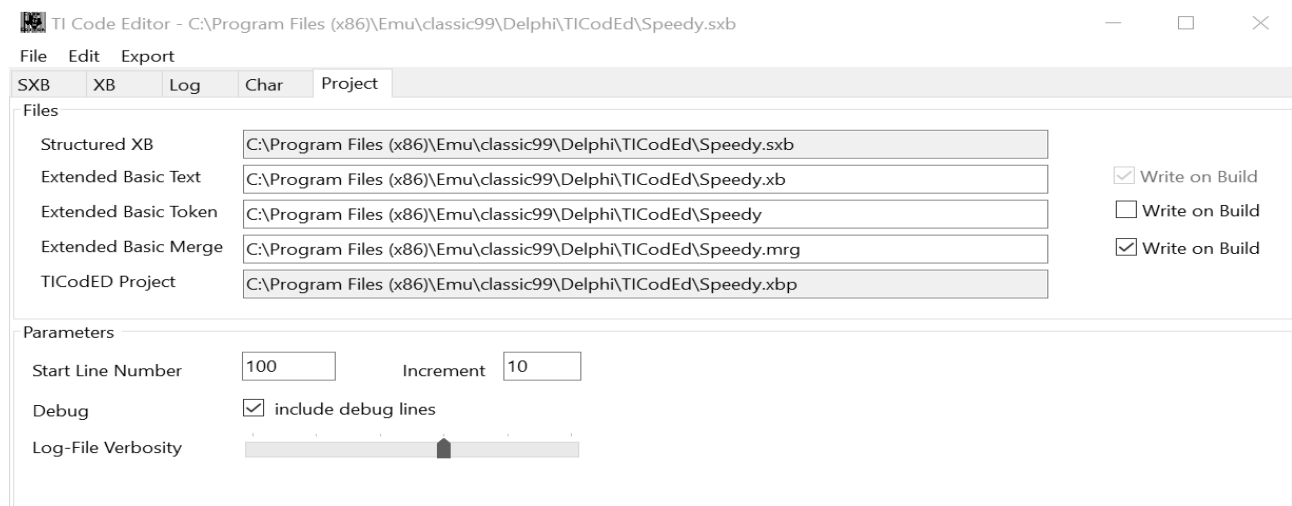 TI Code Editor - C:\Program Files (x86)\Emu\classic99\Delphi\TICodEd\Speedy.sxb
File Edit Export
SXB XB Log Char Project
Files
Structured XB C:\Program Files (x86)\Emu\classic99\Delphi\TICodEd\Speedy.sxb
Extended Basic Text C:\Program Files (x86)\Emu\classic99\Delphi\TICodEd\Speedy.xb Write on Build
Extended Basic Token C:\Program Files (x86)\Emu\classic99\Delphi\TICodEd\Speedy Write on Build
Extended Basic Merge C:\Program Files (x86)\Emu\classic99\Delphi\TICodEd\Speedy.mrg Write on Build
TICodED Project C:\Program Files (x86)\Emu\classic99\Delphi\TICodEd\Speedy.xbp
Parameters
Start Line Number 100 Increment 10
Debug include debug lines
Log-File Verbosity